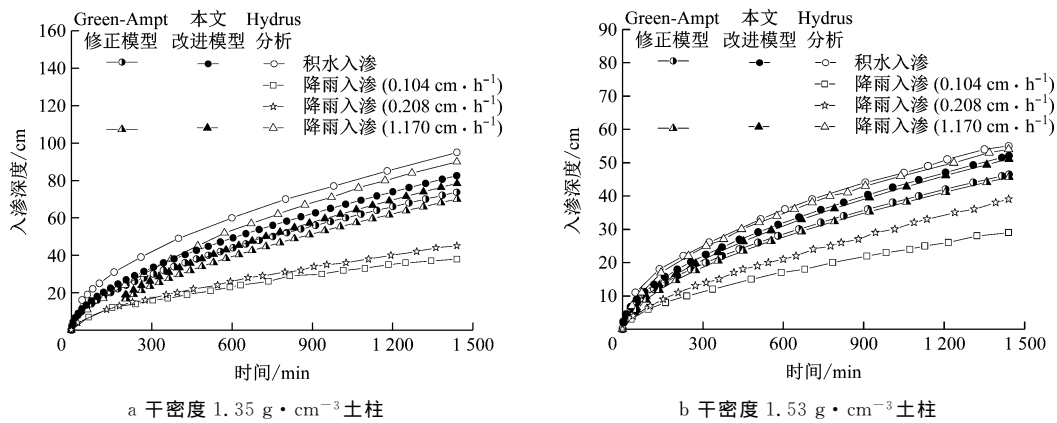 Green-Ampt 本文 Hydrus
修正模型 改进模型 分析
积水入渗
降雨入渗 (0.104 cm·h⁻¹)
降雨入渗 (0.208 cm·h⁻¹)
降雨入渗 (1.170 cm·h⁻¹)
160
140
120
100
80
60
40
20
入渗深度/cm
0 300 600 900 1 200 1 500
时间/min
a 干密度 1.35 g·cm⁻³土柱
Green-Ampt 本文 Hydrus
修正模型 改进模型 分析
积水入渗
降雨入渗 (0.104 cm·h⁻¹)
降雨入渗 (0.208 cm·h⁻¹)
降雨入渗 (1.170 cm·h⁻¹)
90
80
70
60
50
40
30
20
10
入渗深度/cm
0 300 600 900 1 200 1 500
时间/min
b 干密度 1.53 g·cm⁻³土柱